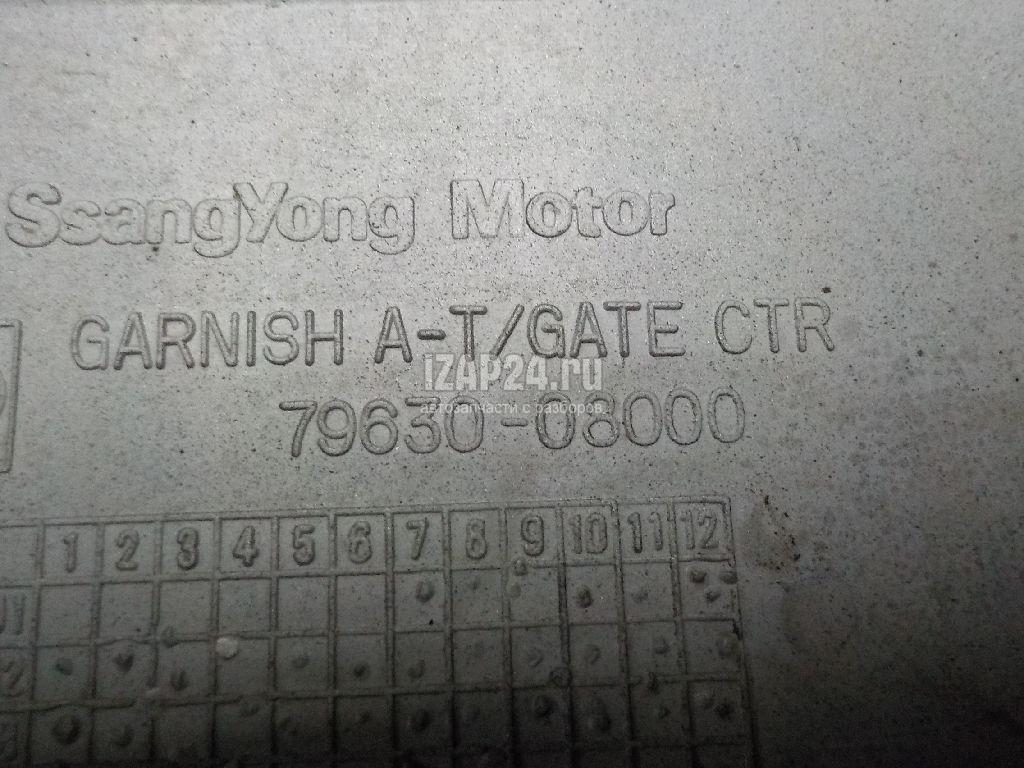 SsangYong Motor
GARNISH A-T/GATE CTR
IZAP24.ru
автозапчасти с разборов
79630-08000
1 2 3 4 5 6 7 8 9 10 11 12